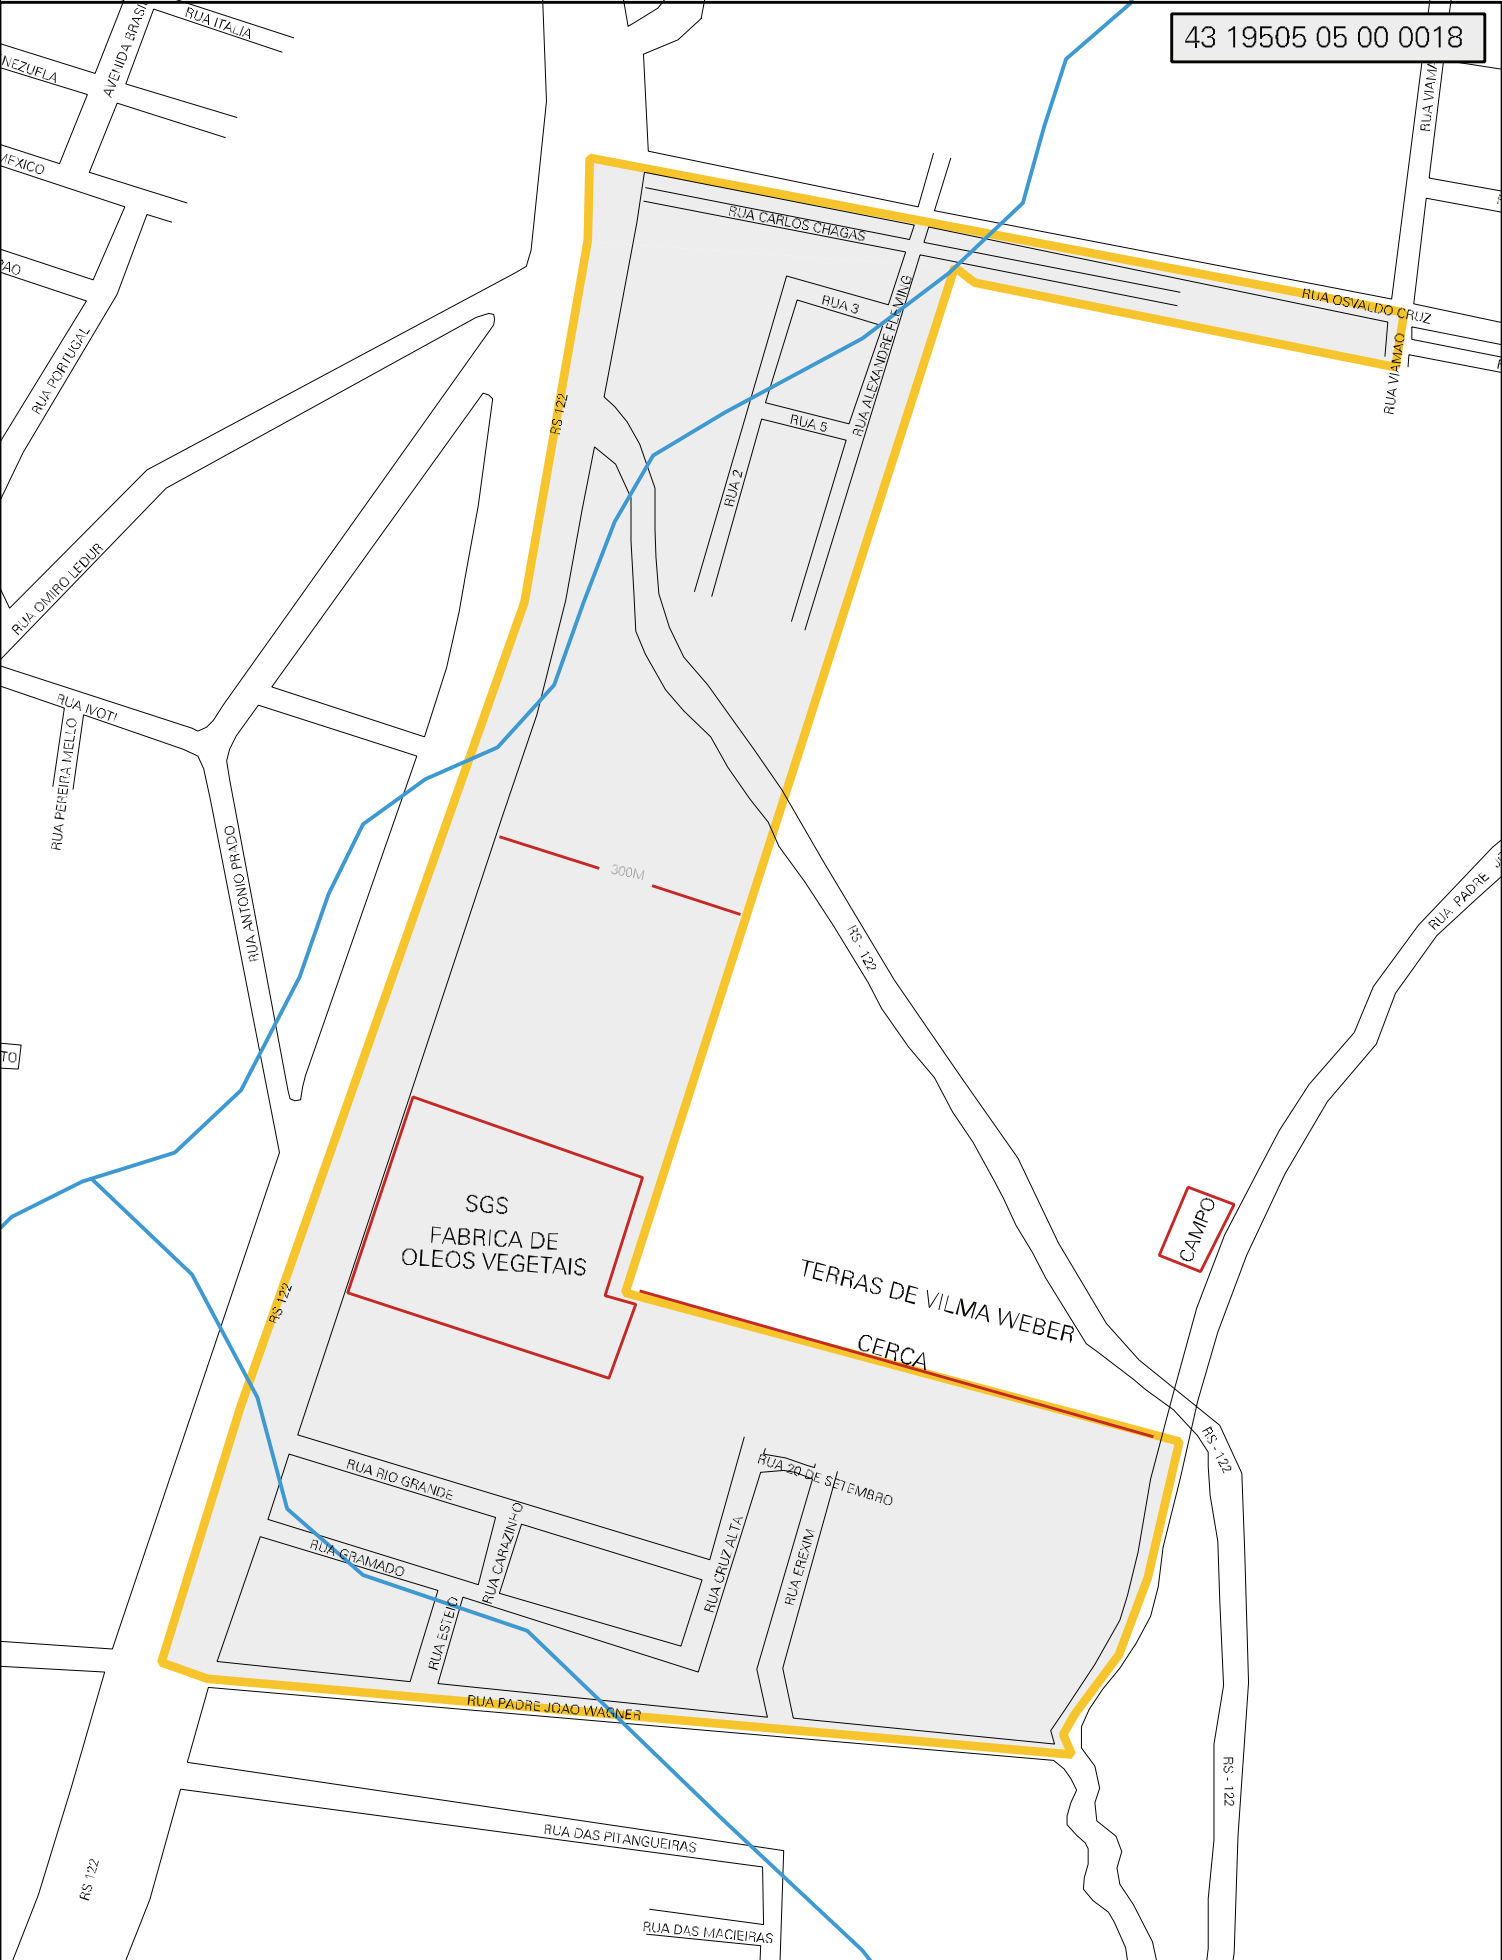 43 19505 05 00 0018
RUA ITALIA
AVENIDA BRASI
NEZUELA
RUA VIAMA
MEXICO
RUA CARLOS CHAGAS
RUA 3
RUA ALEXANDRE FLEMING
RUA OSVALDO CRUZ
RUA VIAMAO
RUA PORTUGAL
RS 122
RUA 5
RUA 2
RUA OMIRO LEDUR
RUA IVOTI
RUA PEREIRA MELLO
RUA ANTONIO PRADO
300M
RS - 122
RUA PADRE
TO
SGS
FABRICA DE
OLEOS VEGETAIS
CAMPO
TERRAS DE VILMA WEBER
CERCA
RS 122
RS - 122
RUA RIO GRANDE
RUA 20 DE SETEMBRO
RUA CARAZINHO
RUA GRAMADO
RUA CRUZ ALTA
RUA EREXIM
RUA ESTEIO
RUA PADRE JOAO WAGNER
RS - 122
RUA DAS PITANGUEIRAS
RS 122
RUA DAS MACIEIRAS